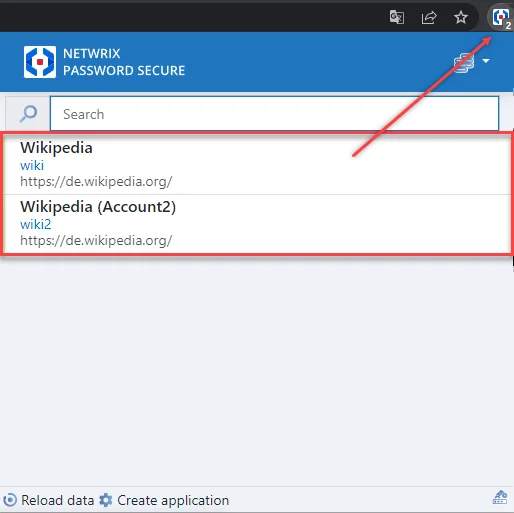 2
NETWRIX
PASSWORD SECURE
Search
Wikipedia
wiki
https://de.wikipedia.org/
Wikipedia (Account2)
wiki2
https://de.wikipedia.org/
Reload data Create application